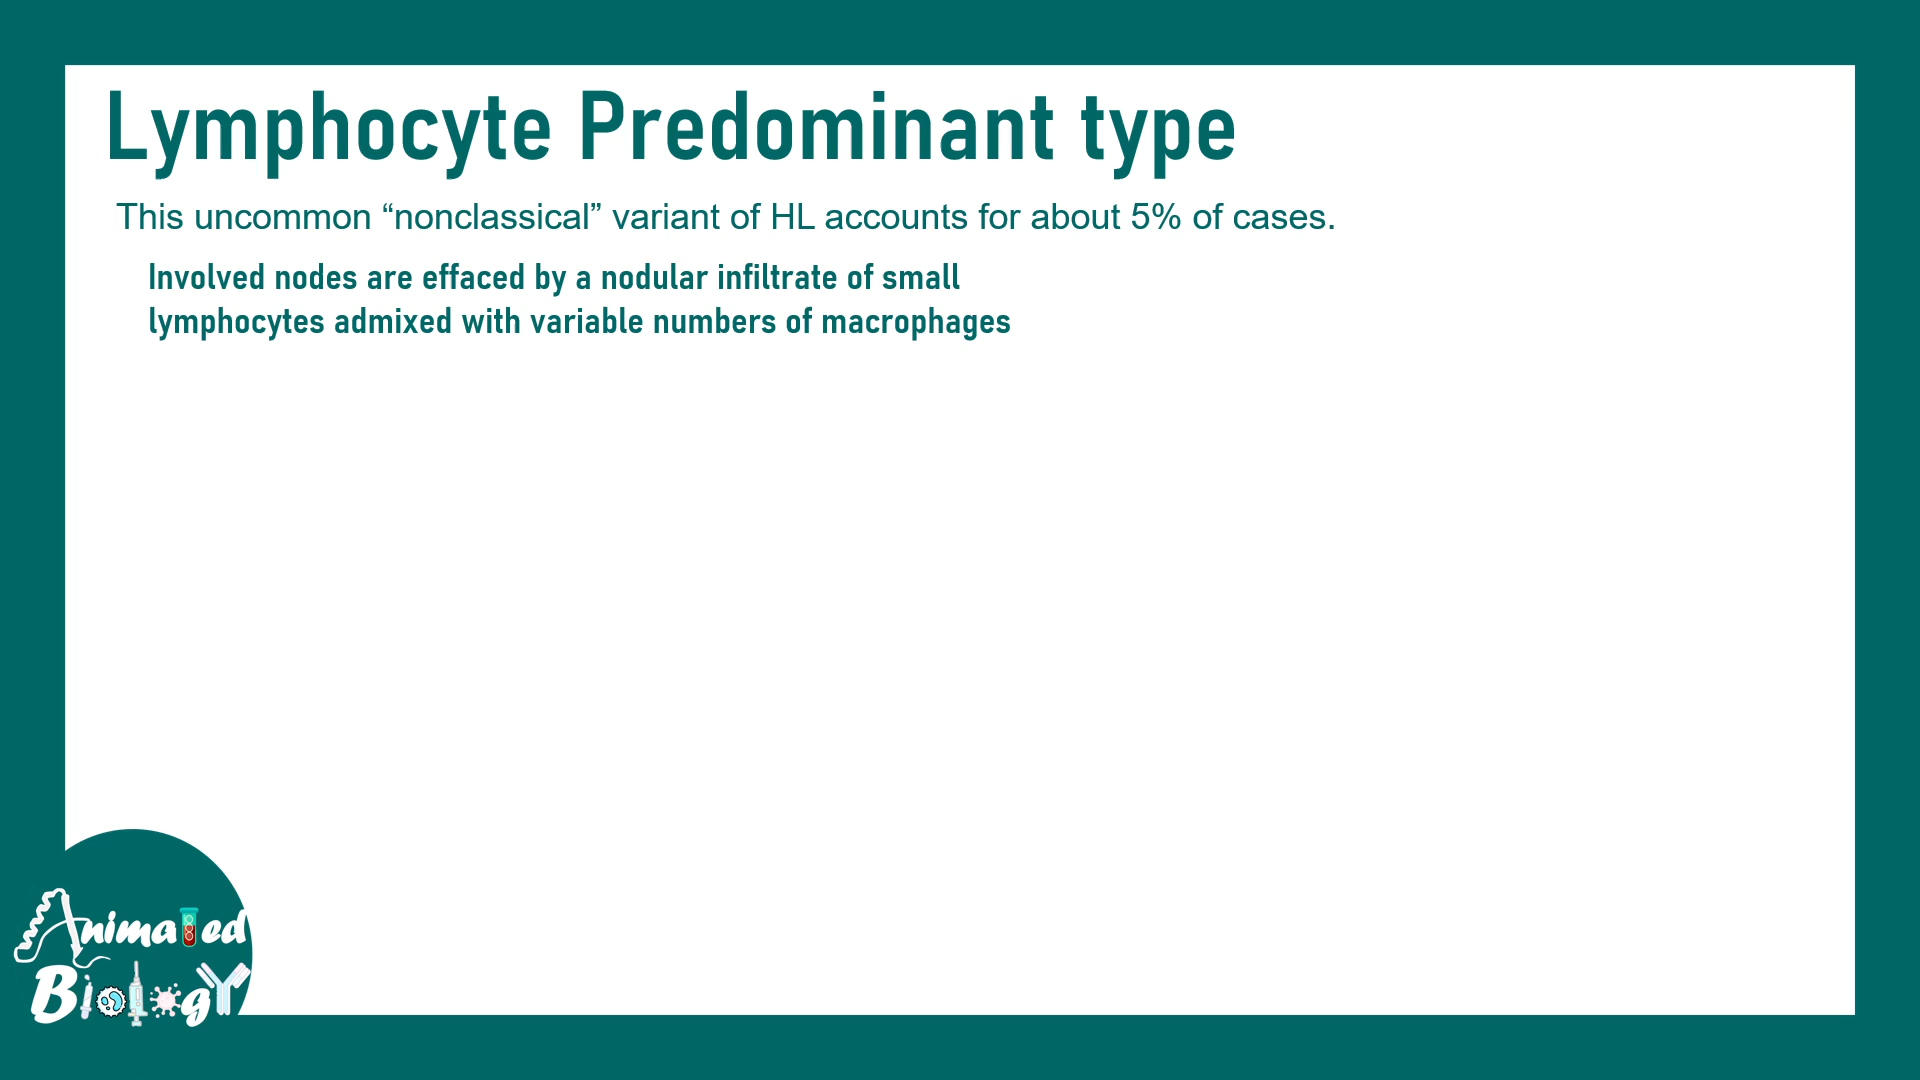 Lymphocyte Predominant type
This uncommon “nonclassical” variant of HL accounts for about 5% of cases.
Involved nodes are effaced by a nodular infiltrate of small
lymphocytes admixed with variable numbers of macrophages
Animated
Biology